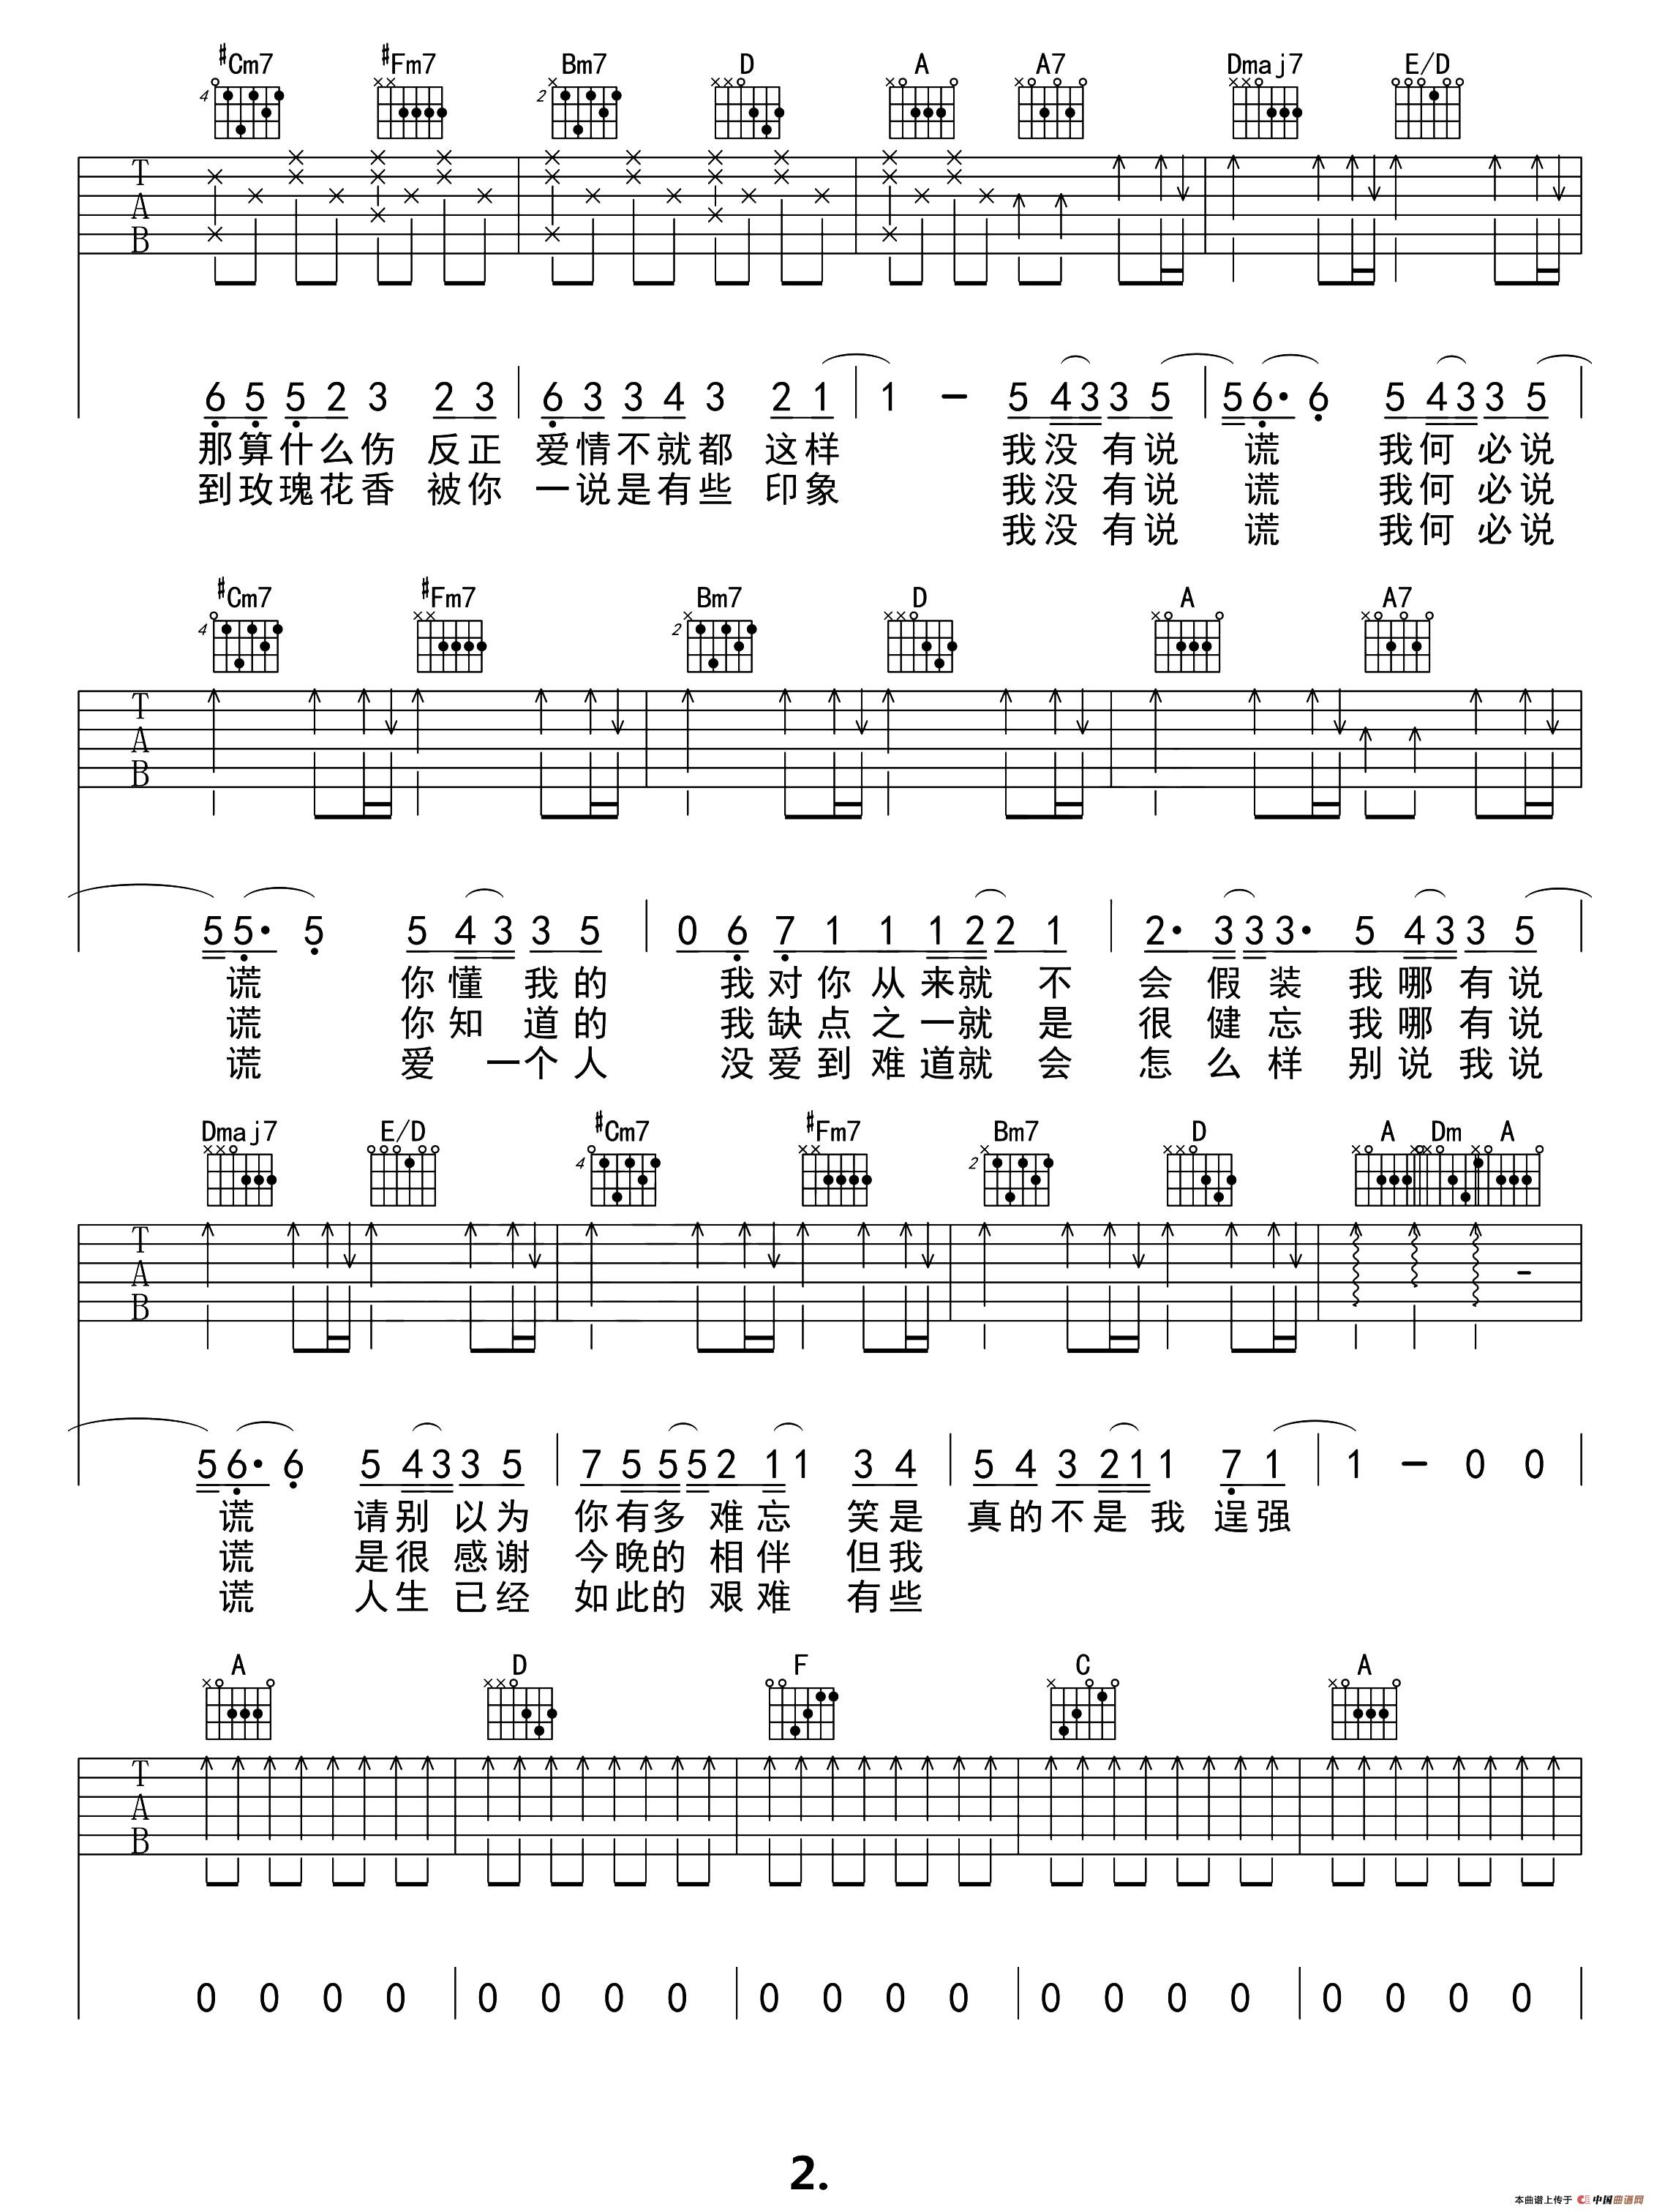 #Cm7 #Fm7 Bm7 D A A7 Dmaj7 E/D
4 2
T
A
B
6 5 5 2 3 2 3 6 3 3 4 3 2 1 1 - 5 4 3 3 5 5 6· 6 5 4 3 3 5
那算什么伤 反正 爱情不就都 这样 我没 有说 谎 我何 必说
到玫瑰花香 被你 一说是有些 印象 我没 有说 谎 我何 必说
我没 有说 谎 我何 必说
#Cm7 #Fm7 Bm7 D A A7
4 2
T
A
B
5 5· 5 5 4 3 3 5 0 6 7 1 1 1 2 2 1 2· 3 3 3· 5 4 3 3 5
谎 你懂 我的 我对你从来就 不 会 假 装 我哪 有说
谎 你知 道的 我缺点之一就 是 很 健 忘 我哪 有说
谎 爱 一个人 没爱到难道就 会 怎 么 样 别说 我说
Dmaj7 E/D #Cm7 #Fm7 Bm7 D A Dm A
4 2
T
A
B
5 6· 6 5 4 3 3 5 7 5 5 5 2 1 1 3 4 5 4 3 2 1 1 7 1 1 - 0 0
谎 请别 以为 你有多 难忘 笑是 真的不是 我 逞强
谎 是很 感谢 今晚的 相伴 但我
谎 人生 已经 如此的 艰难 有些
A D F C A
T
A
B
0 0 0 0 0 0 0 0 0 0 0 0 0 0 0 0 0 0 0 0
2.
本曲谱上传于 中国曲谱网